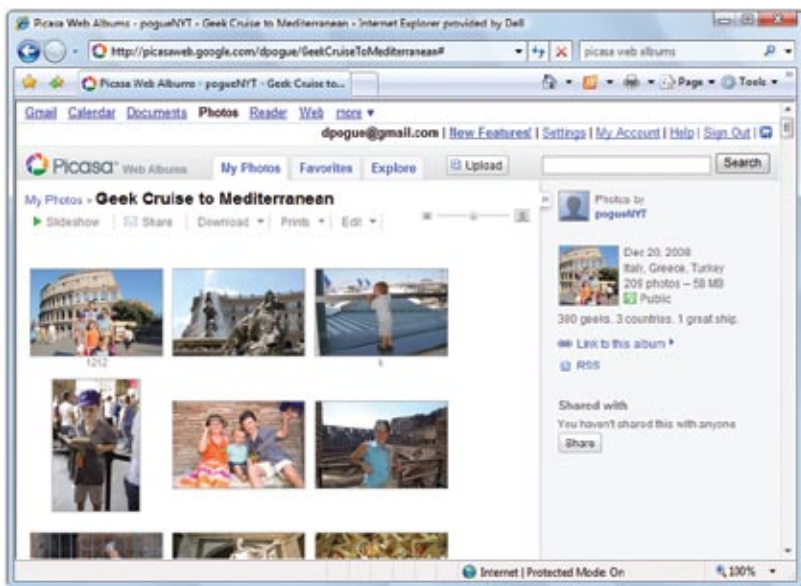 Picasa Web Albums - pogueNYT - Geek Cruise to Mediterranean - Internet Explorer provided by Dell
http://picasaweb.google.com/dpogue/GeekCruiseToMediterranean#
picasa web albums
Picasa Web Albums - pogueNYT - Geek Cruise to...
Page
Tools
Gmail Calendar Documents Photos Reader Web more ▼
dpogue@gmail.com | New Features! | Settings | My Account | Help | Sign Out |
Picasa™ Web Albums My Photos Favorites Explore Upload Search
My Photos > Geek Cruise to Mediterranean
Slideshow Share Download Prints Edit
Photos by
pogueNYT
Dec 20, 2008
Italy, Greece, Turkey
209 photos – 58 MB
Public
380 geeks. 3 countries. 1 great ship.
Link to this album
RSS
1212
Shared with
You haven't shared this with anyone
Share
Internet | Protected Mode: On 100%